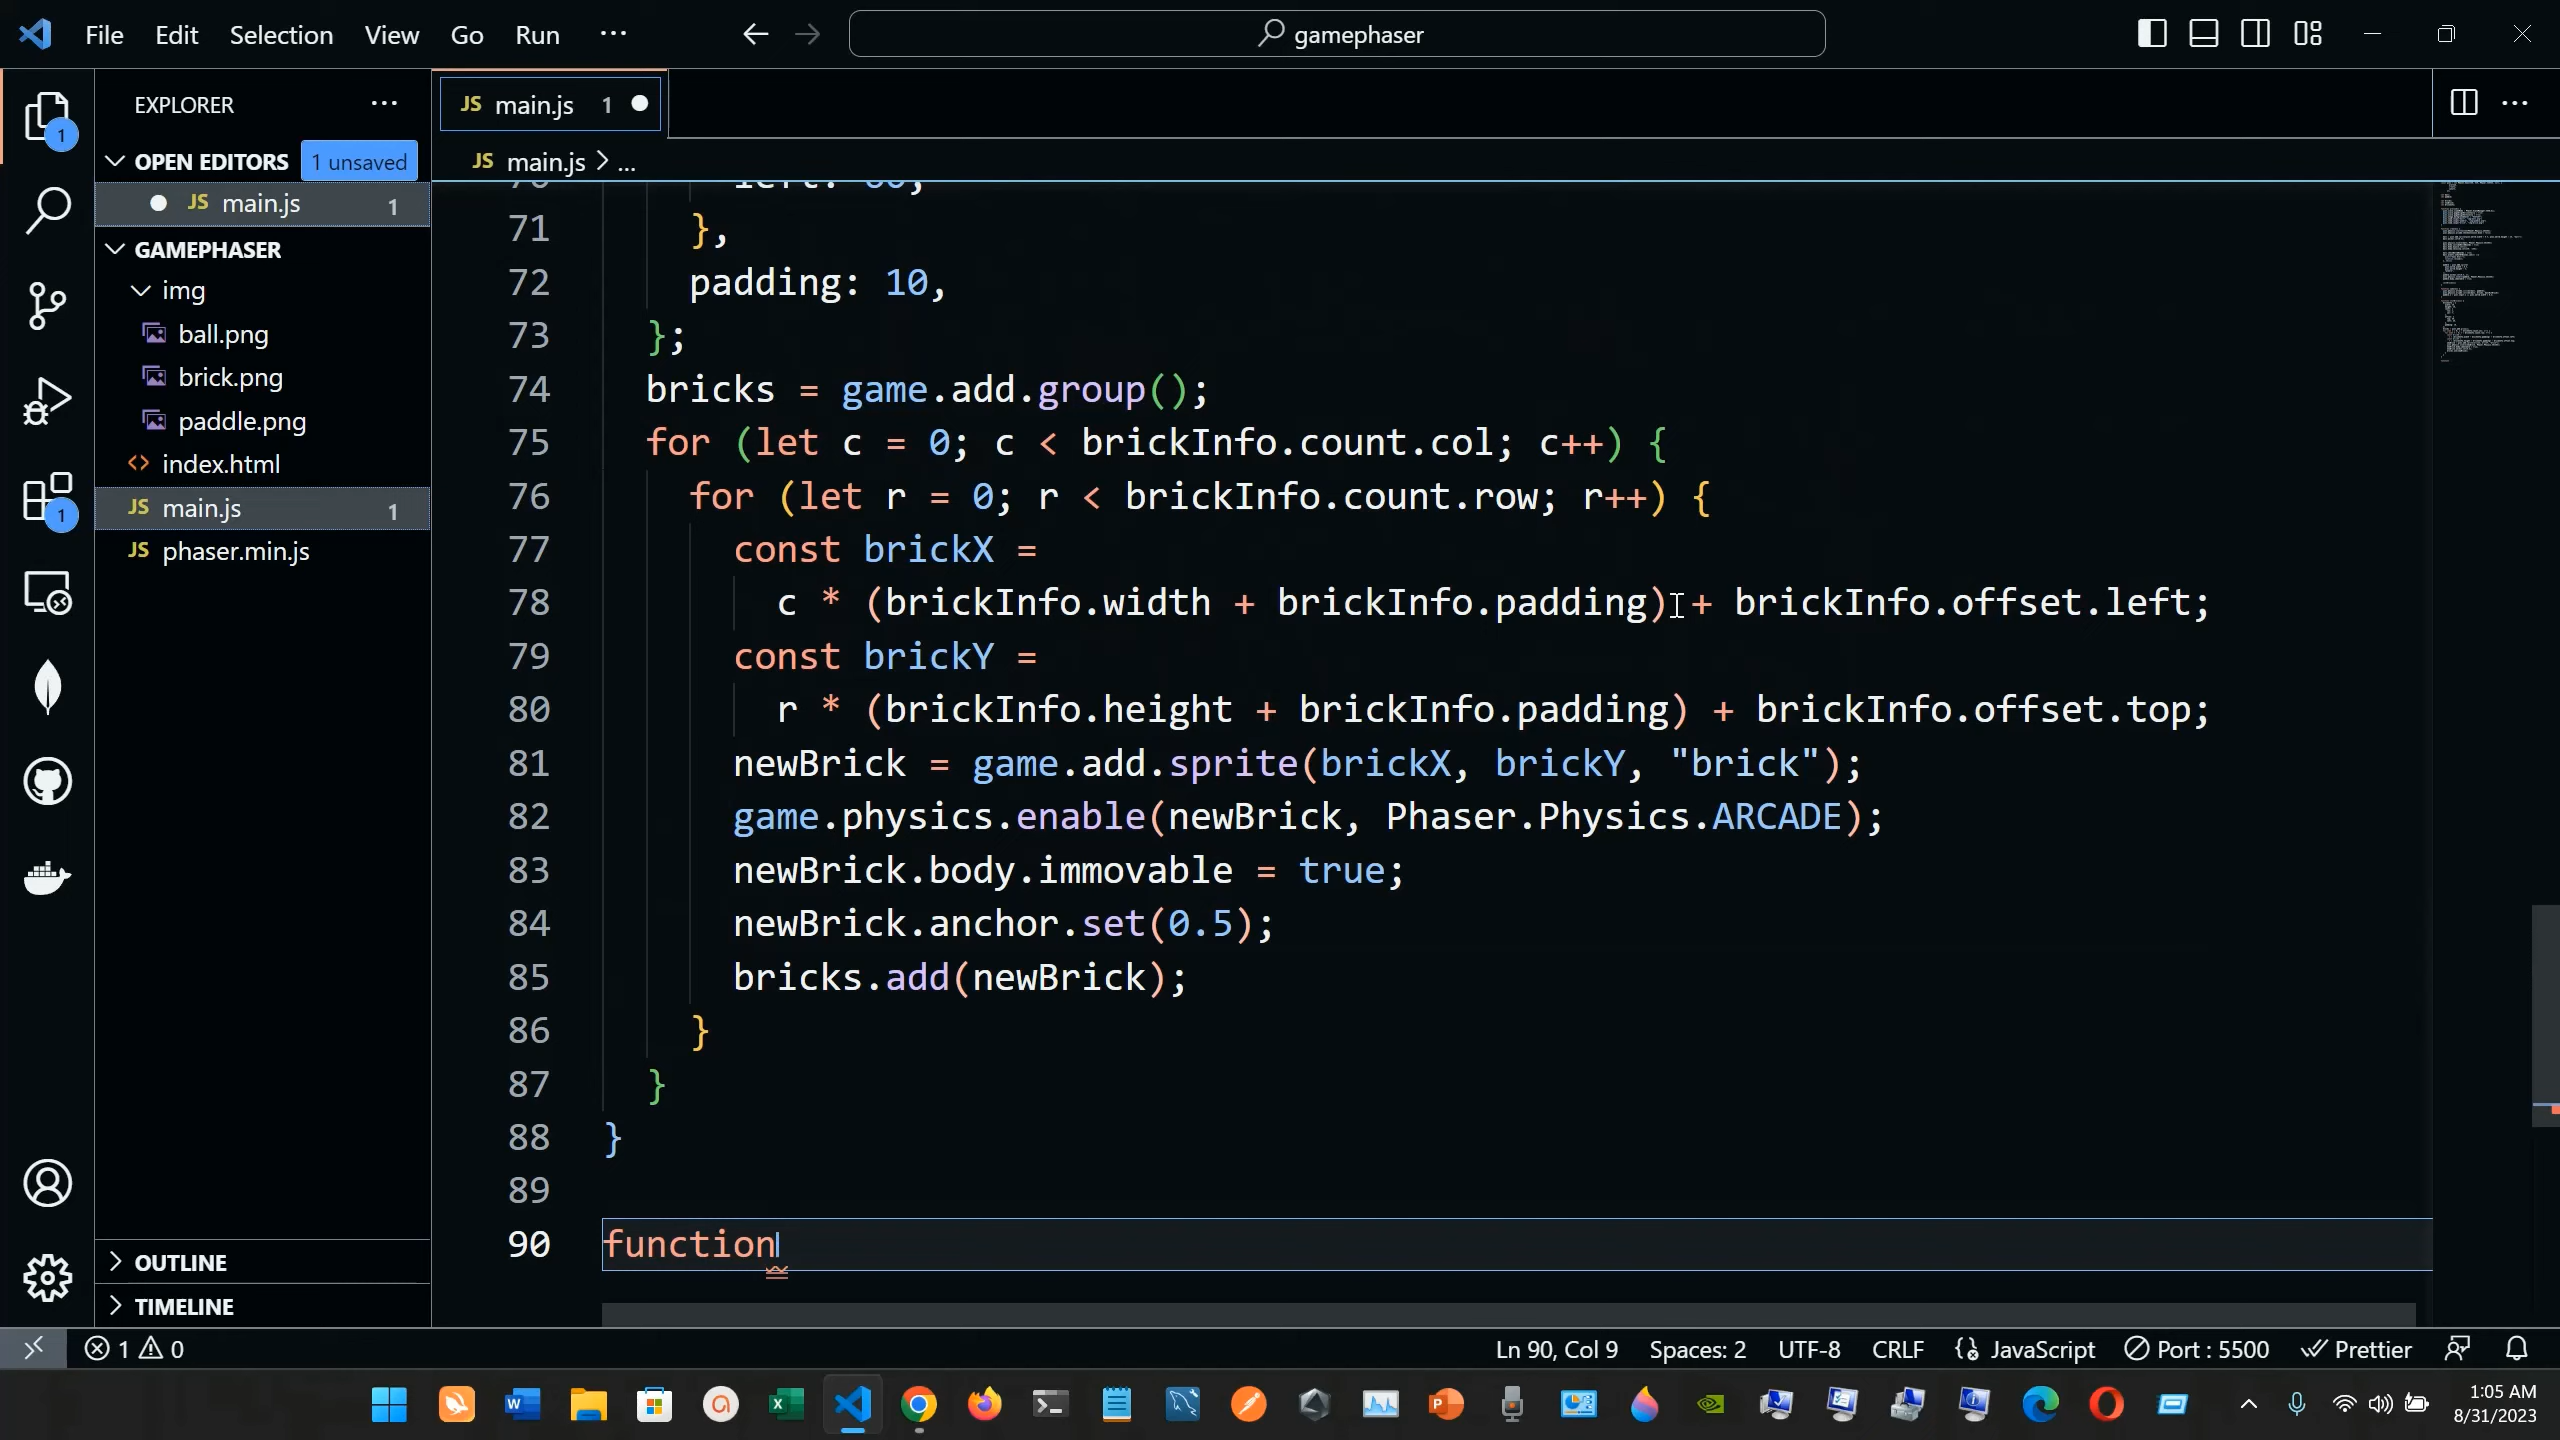 File Edit Selection View Go Run ··· gamephaser
EXPLORER ···
OPEN EDITORS 1 unsaved
JS main.js 1
GAMEPHASER
img
ball.png
brick.png
paddle.png
index.html
JS main.js 1
JS phaser.min.js
OUTLINE
TIMELINE
1
1
JS main.js 1
JS main.js > ...
71 },
72 padding: 10,
73 };
74 bricks = game.add.group();
75 for (let c = 0; c < brickInfo.count.col; c++) {
76 for (let r = 0; r < brickInfo.count.row; r++) {
77 const brickX =
78 c * (brickInfo.width + brickInfo.padding) + brickInfo.offset.left;
79 const brickY =
80 r * (brickInfo.height + brickInfo.padding) + brickInfo.offset.top;
81 newBrick = game.add.sprite(brickX, brickY, "brick");
82 game.physics.enable(newBrick, Phaser.Physics.ARCADE);
83 newBrick.body.immovable = true;
84 newBrick.anchor.set(0.5);
85 bricks.add(newBrick);
86 }
87 }
88 }
89
90 function
1 0 Ln 90, Col 9 Spaces: 2 UTF-8 CRLF {} JavaScript Port : 5500 Prettier
1:05 AM
8/31/2023